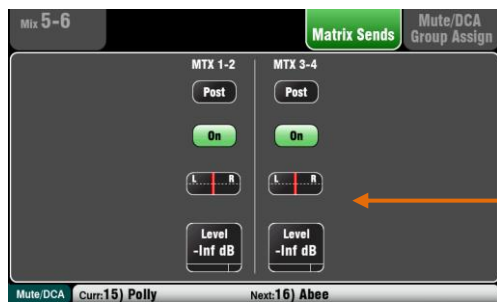 Mix 5-6
Matrix Sends
Mute/DCA
Group Assign
MTX 1-2 MTX 3-4
Post Post
On On
L R L R
Level Level
-Inf dB -Inf dB
Mute/DCA Curr:15) Polly Next:16) Abee